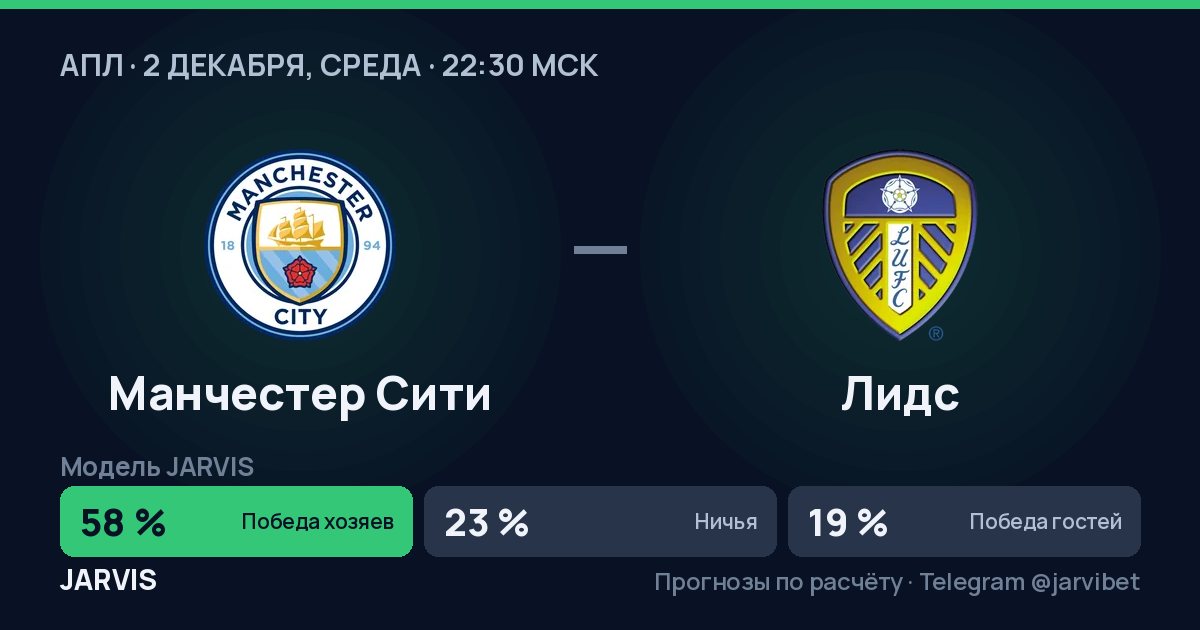 АПЛ · 2 ДЕКАБРЯ, СРЕДА · 22:30 МСК
MANCHESTER
18 94
CITY
LUFC
®
Манчестер Сити
Лидс
Модель JARVIS
58 % Победа хозяев
23 % Ничья
19 % Победа гостей
JARVIS
Прогнозы по расчёту · Telegram @jarvibet